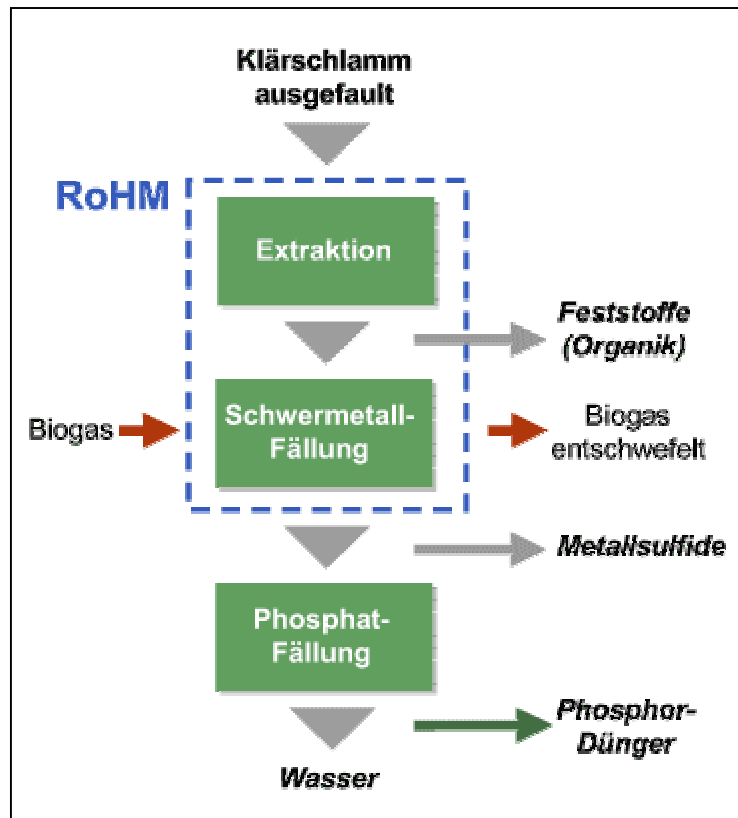 Klärschlamm
ausgefault
RoHM
Extraktion
Feststoffe
(Organik)
Biogas
Schwermetall-
Fällung
Biogas
entschwefelt
Metallsulfide
Phosphat-
Fällung
Phosphor-
Dünger
Wasser